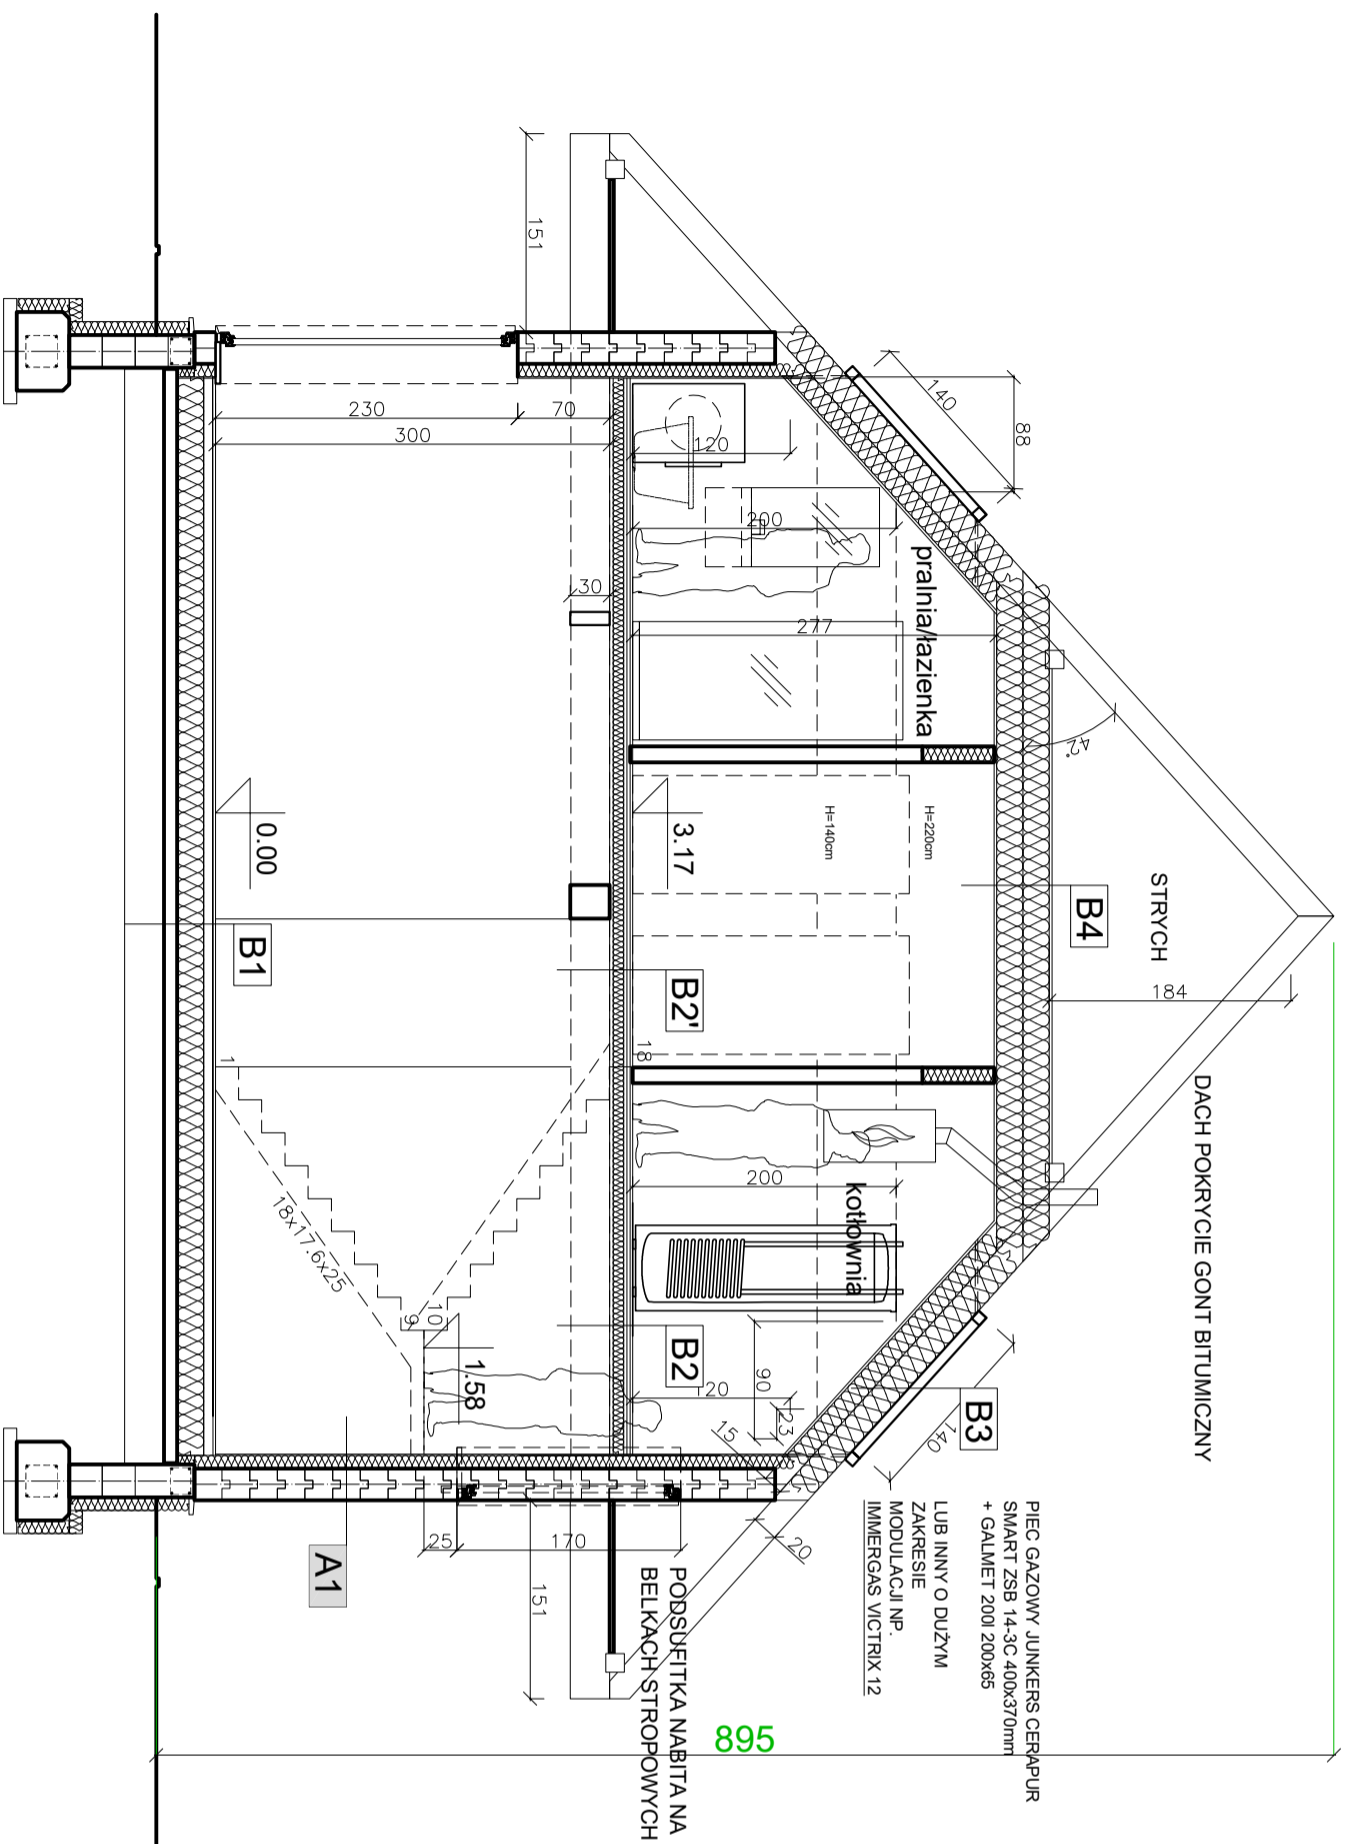 DACH POKRYCIE GONT BITUMICZNY
STRYCH
184
B4
42°
88
140
H=220cm
H=140cm
pralnia/łazienka
277
200
120
kotłownia
200
B3
140
PIEC GAZOWY JUNKERS CERAPUR
SMART ZSB 14-3C 400x370mm
+ GALMET 200l 200x65
LUB INNY O DUŻYM
ZAKRESIE
MODULACJI NP.
IMMERGAS VICTRIX 12
90
23
120
15
20
3.17
B2'
18
B2
PODSUFITKA NABITA NA
BELKACH STROPOWYCH
151
151
30
70
230
300
170
25
1.58
10
9
18x17.6x25
1
0.00
B1
A1
895